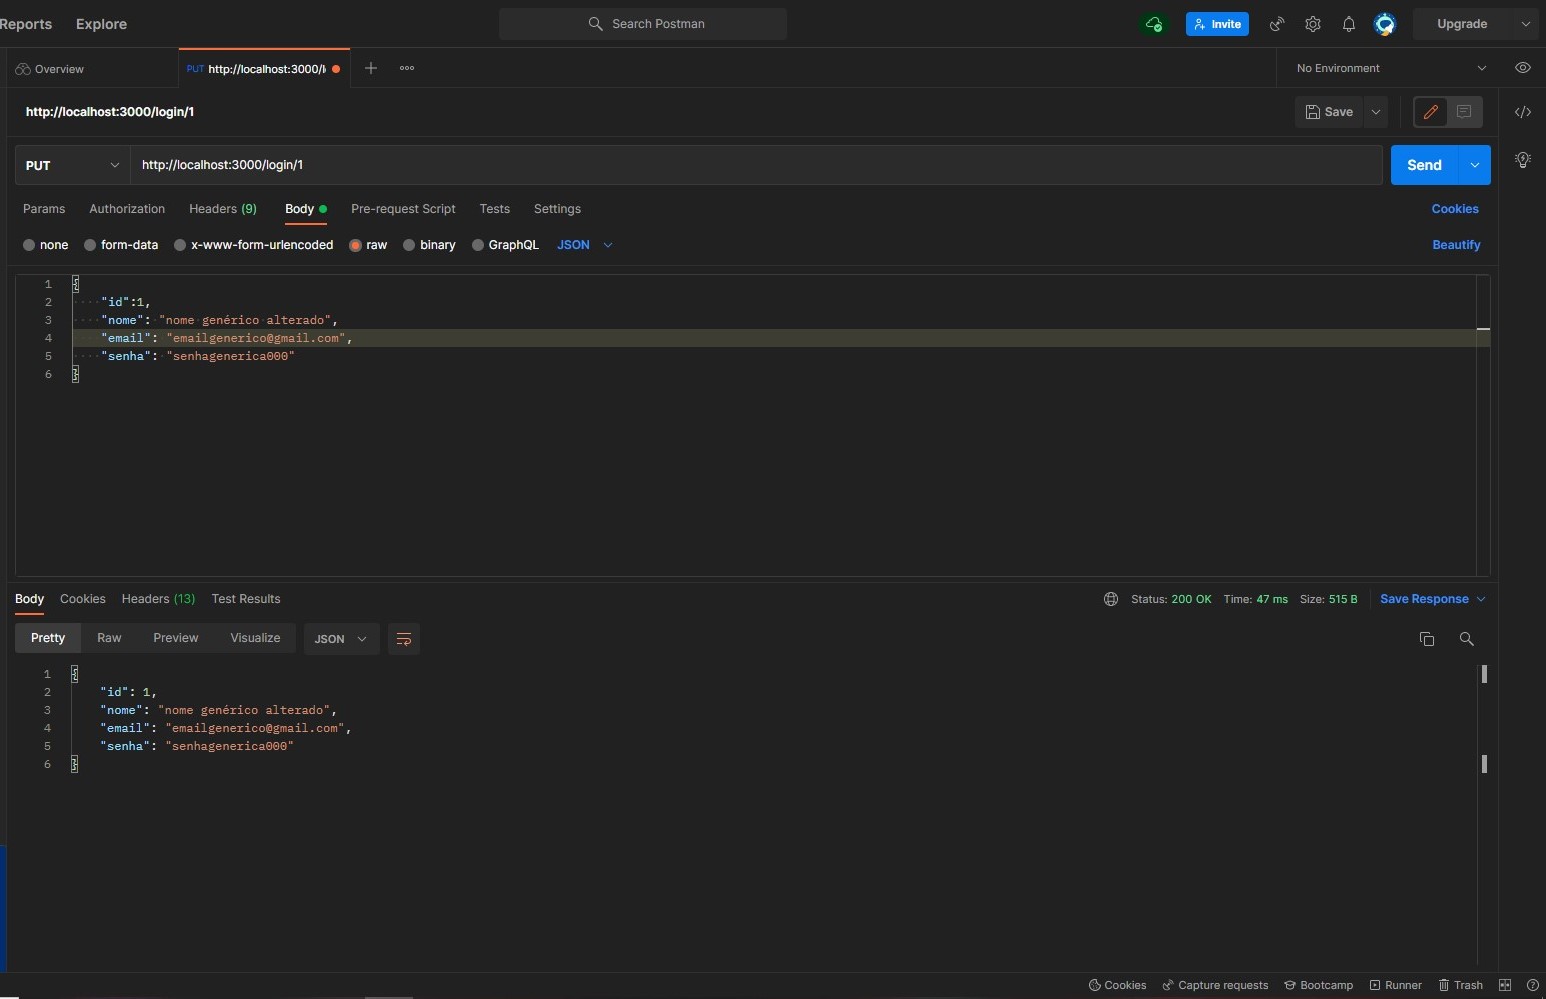 Reports Explore Search Postman Invite Upgrade
Overview PUT http://localhost:3000/l No Environment
http://localhost:3000/login/1 Save
PUT http://localhost:3000/login/1 Send
Params Authorization Headers (9) Body Pre-request Script Tests Settings Cookies
none form-data x-www-form-urlencoded raw binary GraphQL JSON Beautify
1 {
2 "id":1,
3 "nome": "nome genérico alterado",
4 "email": "emailgenerico@gmail.com",
5 "senha": "senhagenerica000"
6 }
Body Cookies Headers (13) Test Results Status: 200 OK Time: 47 ms Size: 515 B Save Response
Pretty Raw Preview Visualize JSON
1 {
2 "id": 1,
3 "nome": "nome genérico alterado",
4 "email": "emailgenerico@gmail.com",
5 "senha": "senhagenerica000"
6 }
Cookies Capture requests Bootcamp Runner Trash